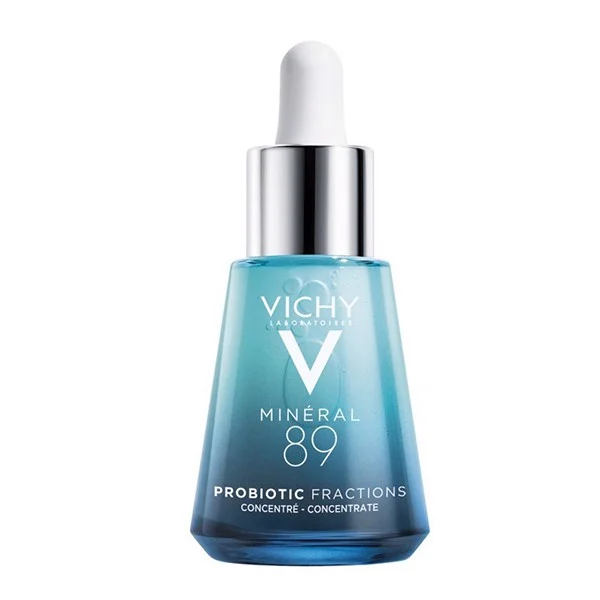 VICHY
LABORATOIRES
V
MINÉRAL
89
PROBIOTIC FRACTIONS
CONCENTRÉ - CONCENTRATE